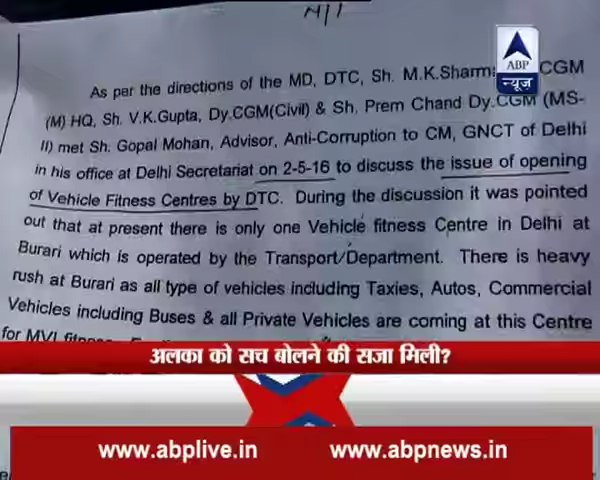 N/1
ABP
न्यूज़
As per the directions of the MD, DTC, Sh. M.K.Sharm CGM
(M) HQ, Sh. V.K.Gupta, Dy.CGM(Civil) & Sh. Prem Chand Dy.CGM (MS-
II) met Sh. Gopal Mohan, Advisor, Anti-Corruption to CM, GNCT of Delhi
in his office at Delhi Secretariat on 2-5-16 to discuss the issue of opening
of Vehicle Fitness Centres by DTC. During the discussion it was pointed
out that at present there is only one Vehicle fitness Centre in Delhi at
Burari which is operated by the Transport/Department. There is heavy
rush at Burari as all type of vehicles including Taxies, Autos, Commercial
Vehicles including Buses & all Private Vehicles are coming at this Centre
for MVI
अलका को सच बोलने की सजा मिली?
www.abplive.in www.abpnews.in